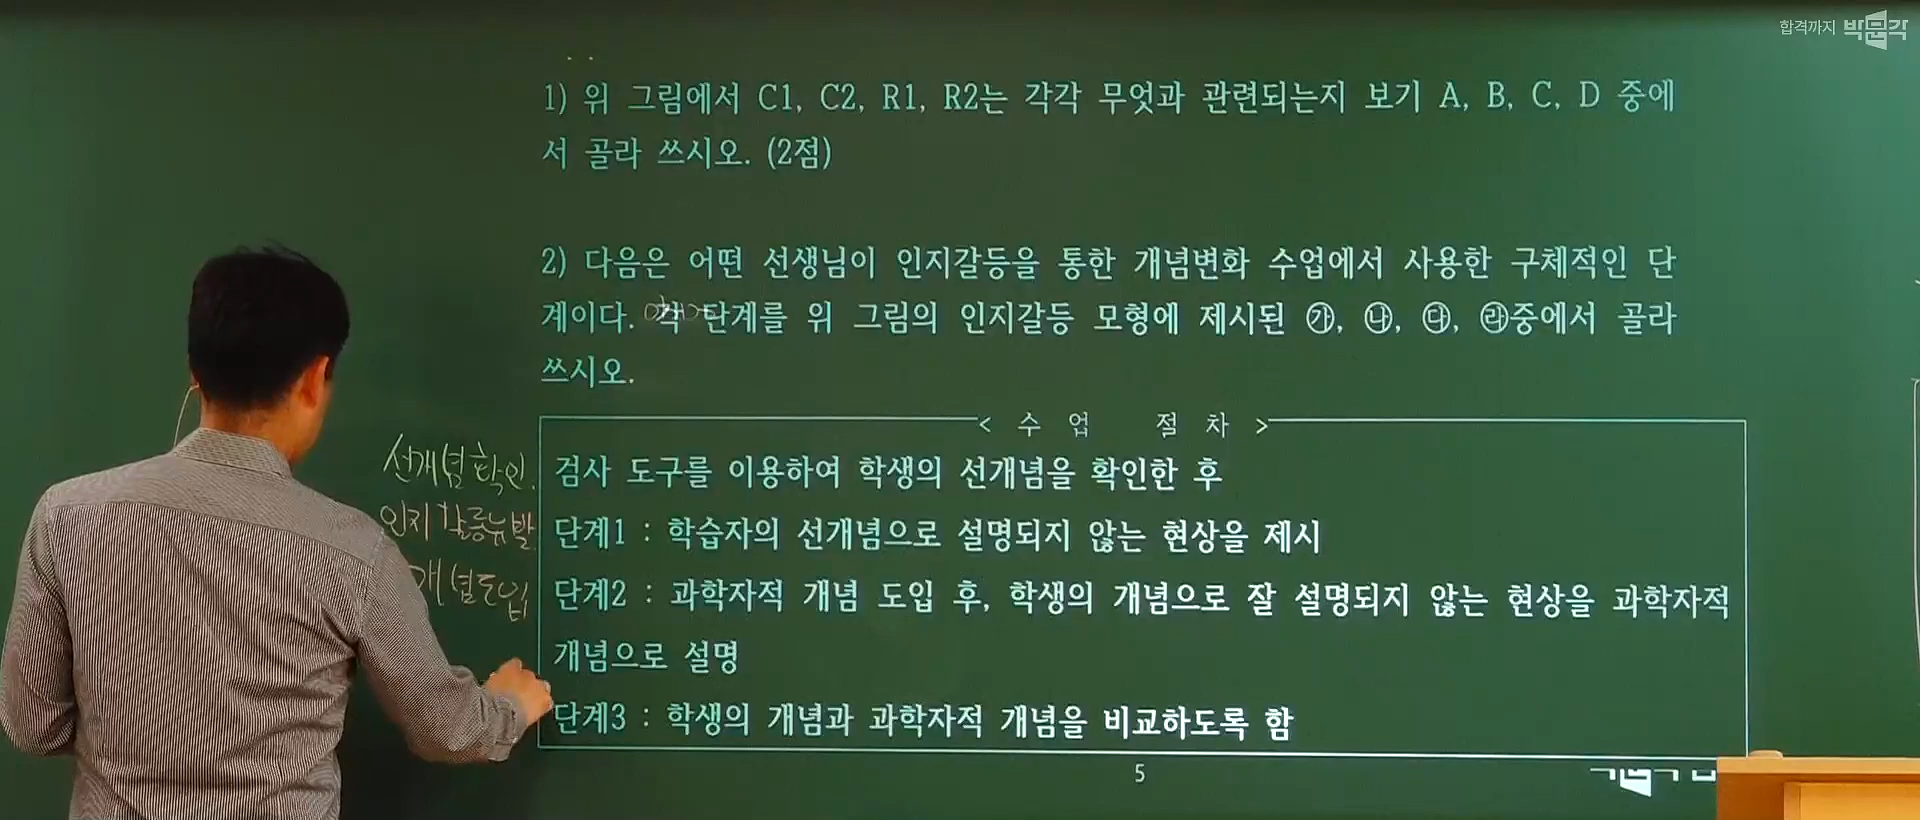 합격까지 박문각
1) 위 그림에서 C1, C2, R1, R2는 각각 무엇과 관련되는지 보기 A, B, C, D 중에
서 골라 쓰시오. (2점)
2) 다음은 어떤 선생님이 인지갈등을 통한 개념변화 수업에서 사용한 구체적인 단
계이다. 각 단계를 위 그림의 인지갈등 모형에 제시된 ㉮, ㉯, ㉰, ㉱중에서 골라
쓰시오.
< 수 업 절 차 >
선개념 확인.
검사 도구를 이용하여 학생의 선개념을 확인한 후
인지갈등유발.
단계1 : 학습자의 선개념으로 설명되지 않는 현상을 제시
개념도입
단계2 : 과학자적 개념 도입 후, 학생의 개념으로 잘 설명되지 않는 현상을 과학자적
개념으로 설명
단계3 : 학생의 개념과 과학자적 개념을 비교하도록 함
5